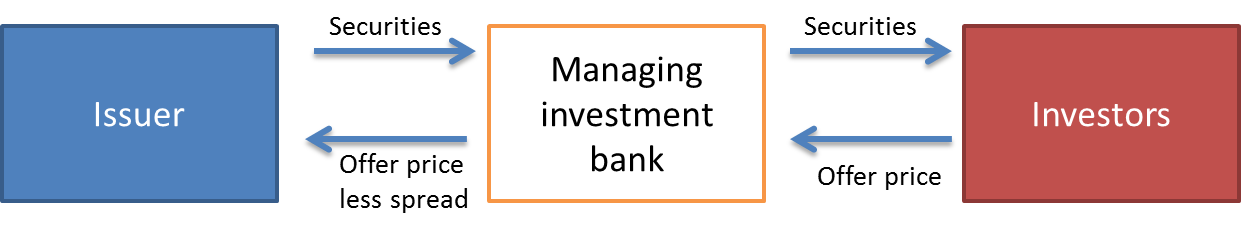 Securities
Securities
Issuer
Managing
investment
bank
Investors
Offer price
less spread
Offer price